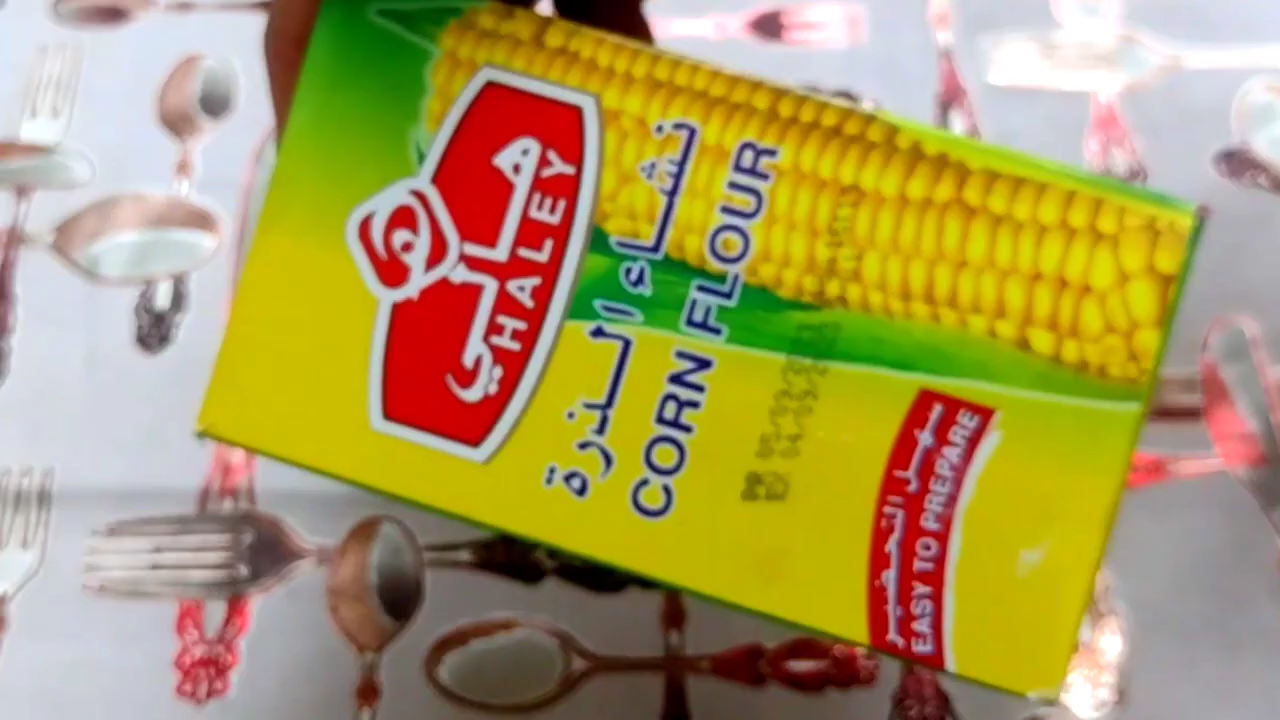 هالي
HALEY
نشاء الذرة
CORN FLOUR
سهل التحضير
EASY TO PREPARE